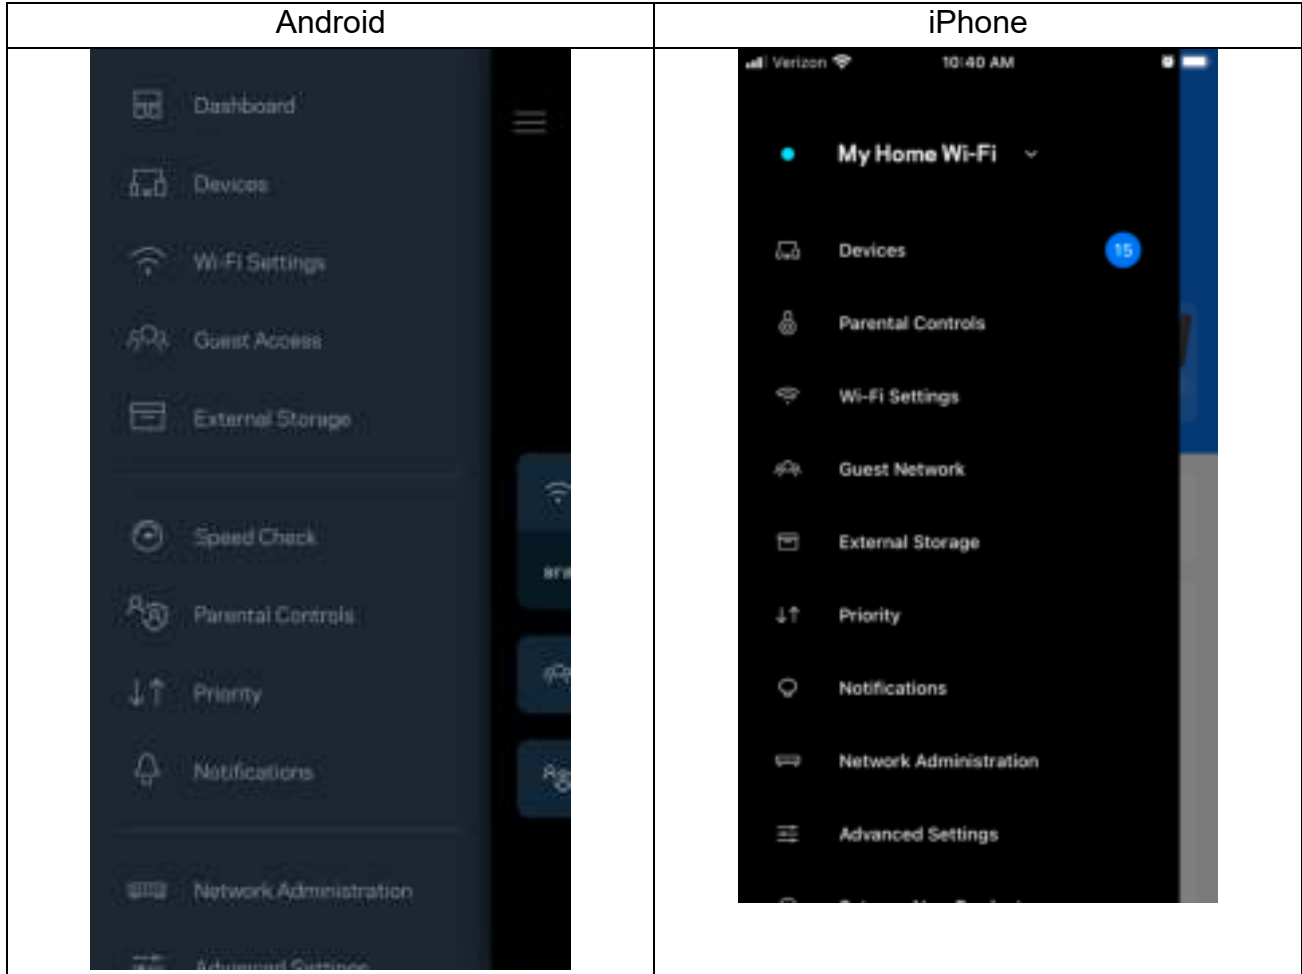 Android
Dashboard
Devices
Wi-Fi Settings
Guest Access
External Storage
Speed Check
Parental Controls
Priority
Notifications
Network Administration
Advanced Settings
iPhone
Verizon 10:40 AM
My Home Wi-Fi
Devices 15
Parental Controls
Wi-Fi Settings
Guest Network
External Storage
Priority
Notifications
Network Administration
Advanced Settings